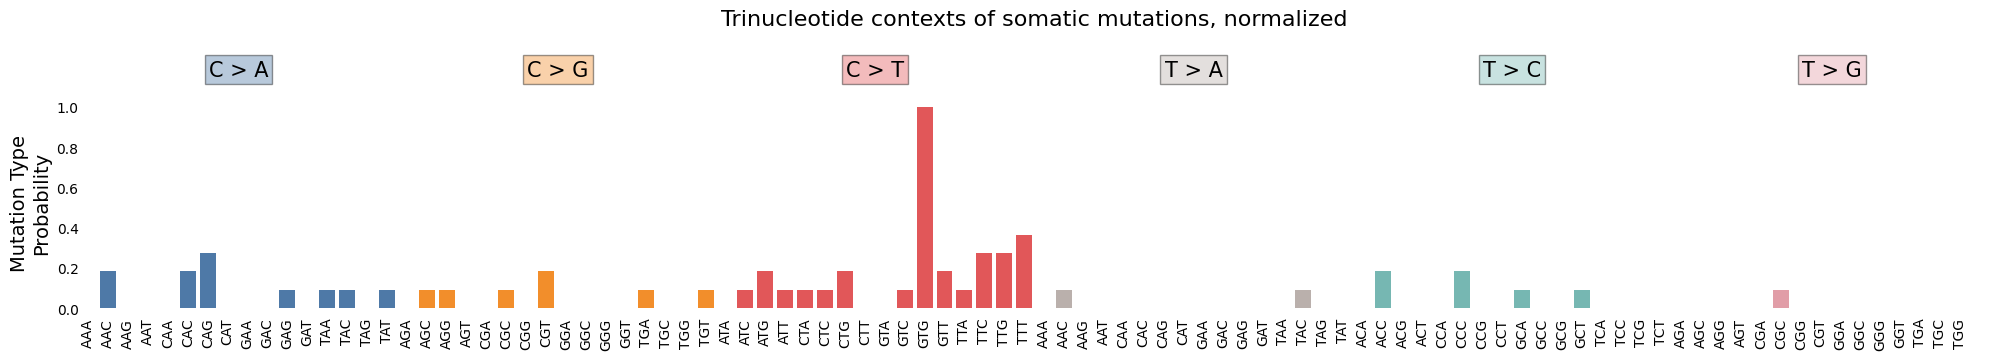 Trinucleotide contexts of somatic mutations, normalized
C > A
C > G
C > T
T > A
T > C
T > G
Mutation Type
Probability
1.0
0.8
0.6
0.4
0.2
0.0
AAA
AAC
AAG
AAT
CAA
CAC
CAG
CAT
GAA
GAC
GAG
GAT
TAA
TAC
TAG
TAT
AGA
AGC
AGG
AGT
CGA
CGC
CGG
CGT
GGA
GGC
GGG
GGT
TGA
TGC
TGG
TGT
ATA
ATC
ATG
ATT
CTA
CTC
CTG
CTT
GTA
GTC
GTG
GTT
TTA
TTC
TTG
TTT
AAA
AAC
AAG
AAT
CAA
CAC
CAG
CAT
GAA
GAC
GAG
GAT
TAA
TAC
TAG
TAT
ACA
ACC
ACG
ACT
CCA
CCC
CCG
CCT
GCA
GCC
GCG
GCT
TCA
TCC
TCG
TCT
AGA
AGC
AGG
AGT
CGA
CGC
CGG
CGT
GGA
GGC
GGG
GGT
TGA
TGC
TGG